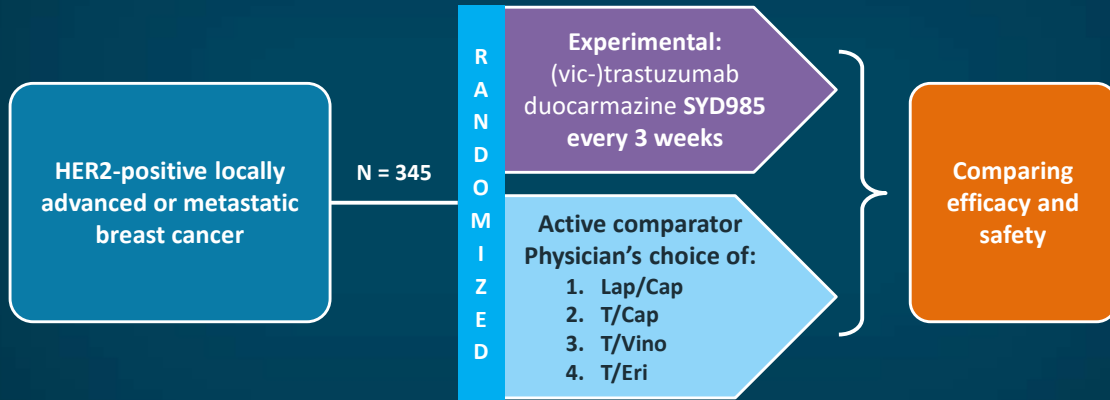 HER2-positive locally
advanced or metastatic
breast cancer
N = 345
R
A
N
D
O
M
I
Z
E
D
Experimental:
(vic-)trastuzumab
duocarmazine SYD985
every 3 weeks
Active comparator
Physician's choice of:
1. Lap/Cap
2. T/Cap
3. T/Vino
4. T/Eri
Comparing
efficacy and
safety